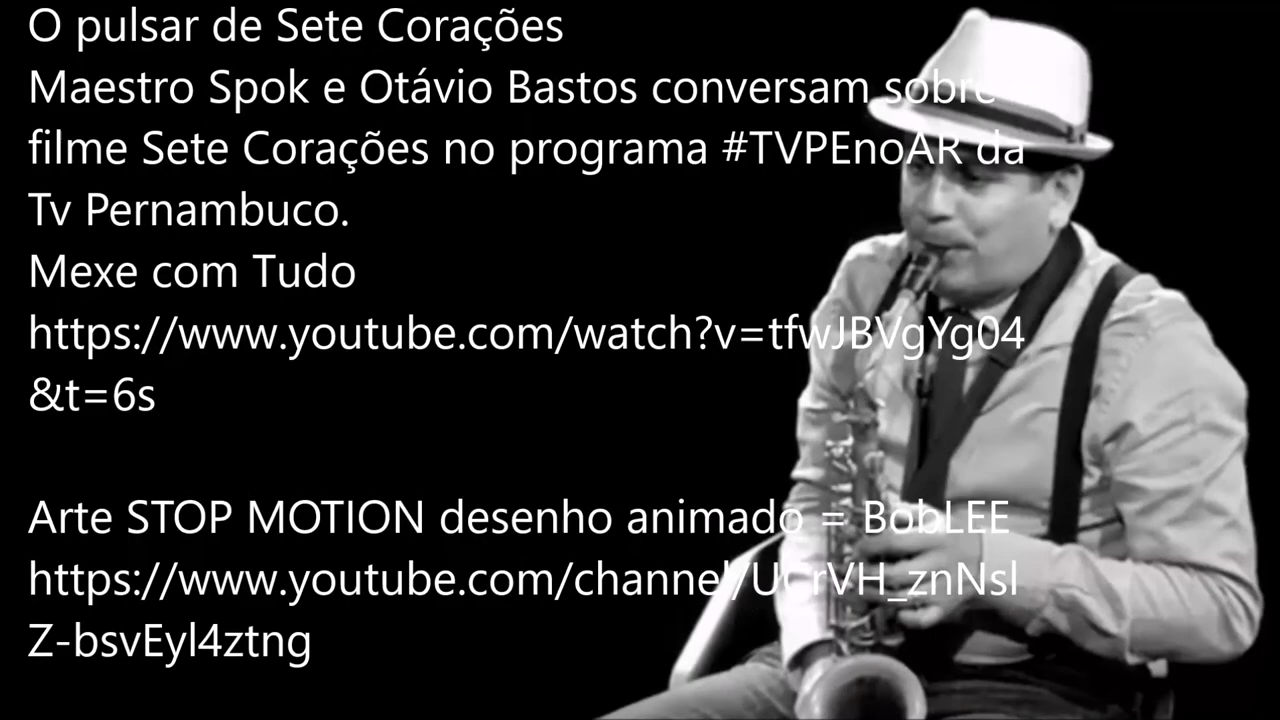 O pulsar de Sete Corações
Maestro Spok e Otávio Bastos conversam sobre
filme Sete Corações no programa #TVPEnoAR da
Tv Pernambuco.
Mexe com Tudo
https://www.youtube.com/watch?v=tfwJBVgYg04
&t=6s
Arte STOP MOTION desenho animado = BobLEE
https://www.youtube.com/channel/UCrVH_znNsl
Z-bsvEyl4ztng